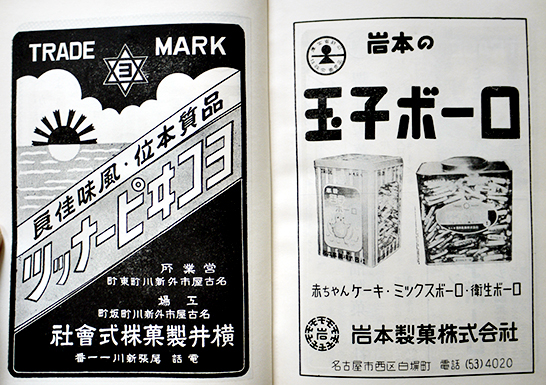 TRADE MARK
ヨ
品質本位・風味佳良
ヨコヰピーナッツ
營業所
名古屋市外新川町東町
工場
名古屋市外新川町阪町
横井製菓株式會社
電話 尾張新川一一番
岩本の
玉子ボーロ
赤ちゃんケーキ・ミックスボーロ・衛生ボーロ
岩本製菓株式会社
名古屋市西区白塚町 電話(53)4020